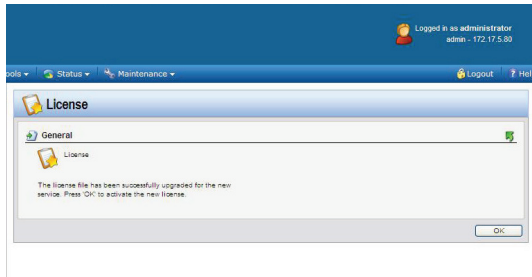 Logged in as administrator
admin - 172.17.5.80
ools Status Maintenance Logout ? Hel
License
General
License
The license file has been successfully upgraded for the new
service. Press 'OK' to activate the new license.
OK